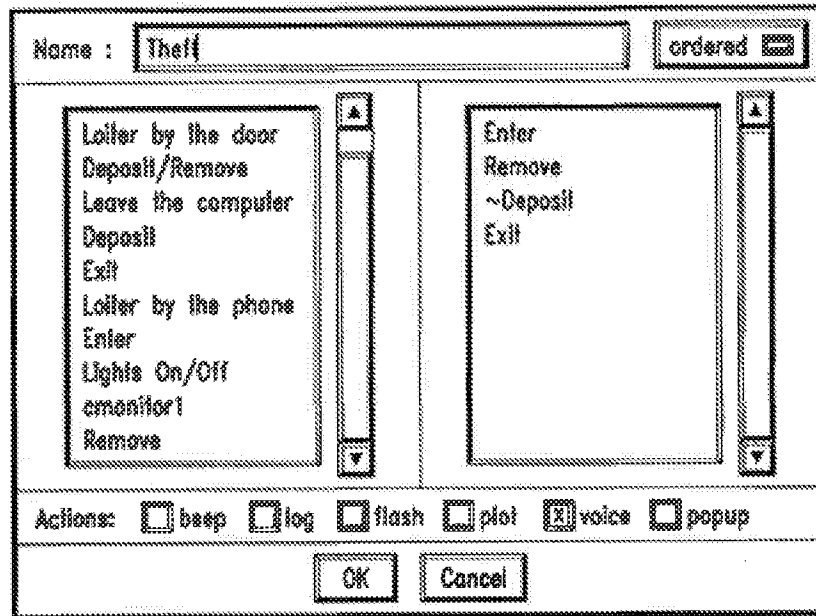 Name : Theft
ordered
Loiter by the door
Deposit/Remove
Leave the computer
Deposit
Exit
Loiter by the phone
Enter
Lights On/Off
cmonitor1
Remove
Enter
Remove
~Deposit
Exit
Actions: beep log flash plot voice popup
OK Cancel